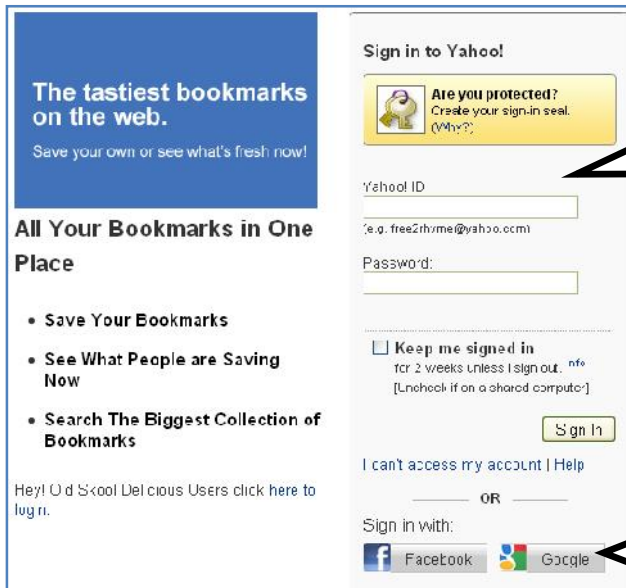 The tastiest bookmarks
on the web.
Save your own or see what's fresh now!
All Your Bookmarks in One
Place
• Save Your Bookmarks
• See What People are Saving
Now
• Search The Biggest Collection of
Bookmarks
Hey! Old Skool Delicious Users click here to
login.
Sign in to Yahoo!
Are you protected?
Create your sign-in seal.
(Why?)
Yahoo! ID
(e.g. free2rhyme@yahoo.com)
Password:
Keep me signed in
for 2 weeks unless I sign out. Info
[Uncheck if on a shared computer]
Sign In
I can't access my account | Help
OR
Sign in with:
Facebook Google